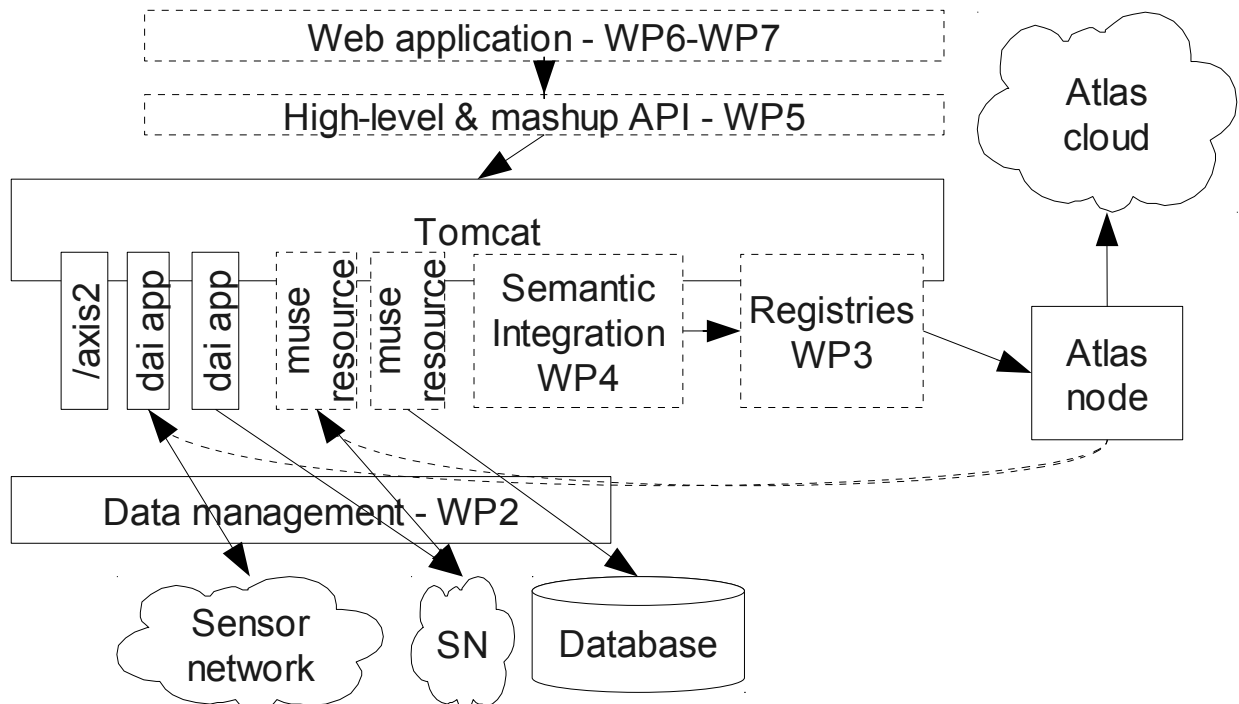 Web application - WP6-WP7
High-level & mashup API - WP5
Atlas
cloud
Tomcat
/axis2
dai app
dai app
muse
resource
muse
resource
Semantic
Integration
WP4
Registries
WP3
Atlas
node
Data management - WP2
Sensor
network
SN
Database